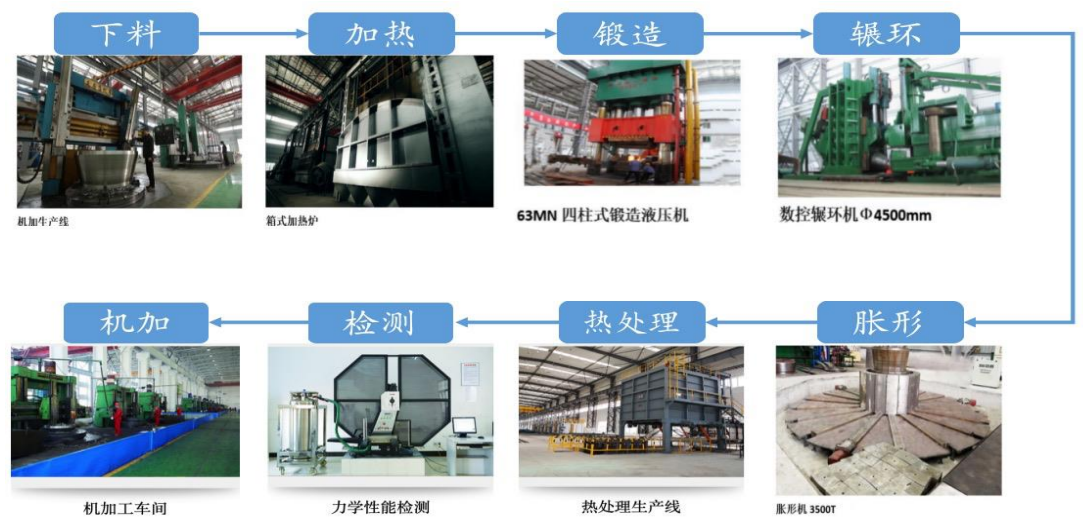 下料
加热
锻造
辗环
机加生产线
箱式加热炉
63MN 四柱式锻造液压机
数控辗环机Φ4500mm
机加
检测
热处理
胀形
机加工车间
力学性能检测
热处理生产线
胀形机 3500T